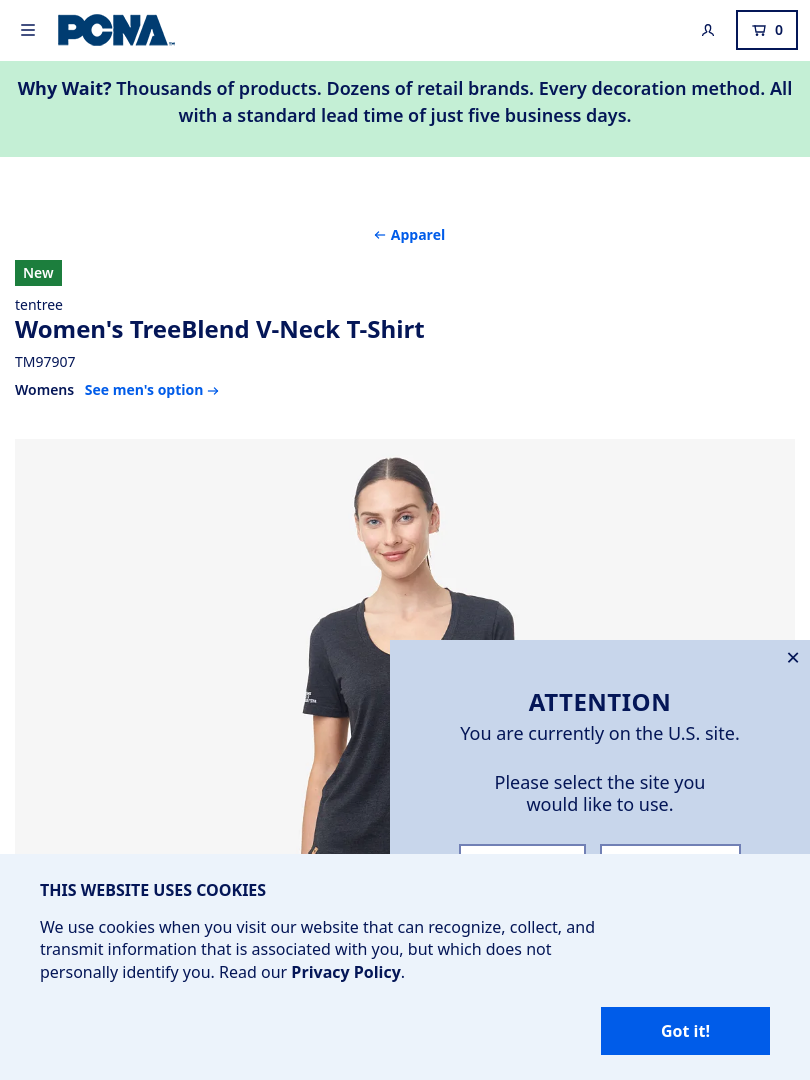 PCNA
0
Why Wait? Thousands of products. Dozens of retail brands. Every decoration method. All
with a standard lead time of just five business days.
← Apparel
New
tentree
Women's TreeBlend V-Neck T-Shirt
TM97907
Womens See men's option →
ATTENTION
You are currently on the U.S. site.
Please select the site you
would like to use.
THIS WEBSITE USES COOKIES
We use cookies when you visit our website that can recognize, collect, and
transmit information that is associated with you, but which does not
personally identify you. Read our Privacy Policy.
Got it!